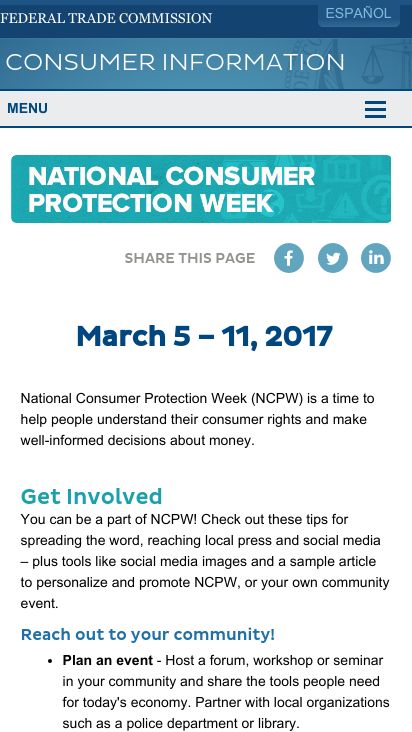 FEDERAL TRADE COMMISSION
ESPAÑOL
CONSUMER INFORMATION
MENU
NATIONAL CONSUMER
PROTECTION WEEK
SHARE THIS PAGE
March 5 – 11, 2017
National Consumer Protection Week (NCPW) is a time to
help people understand their consumer rights and make
well-informed decisions about money.
Get Involved
You can be a part of NCPW! Check out these tips for
spreading the word, reaching local press and social media
– plus tools like social media images and a sample article
to personalize and promote NCPW, or your own community
event.
Reach out to your community!
• Plan an event - Host a forum, workshop or seminar
in your community and share the tools people need
for today's economy. Partner with local organizations
such as a police department or library.